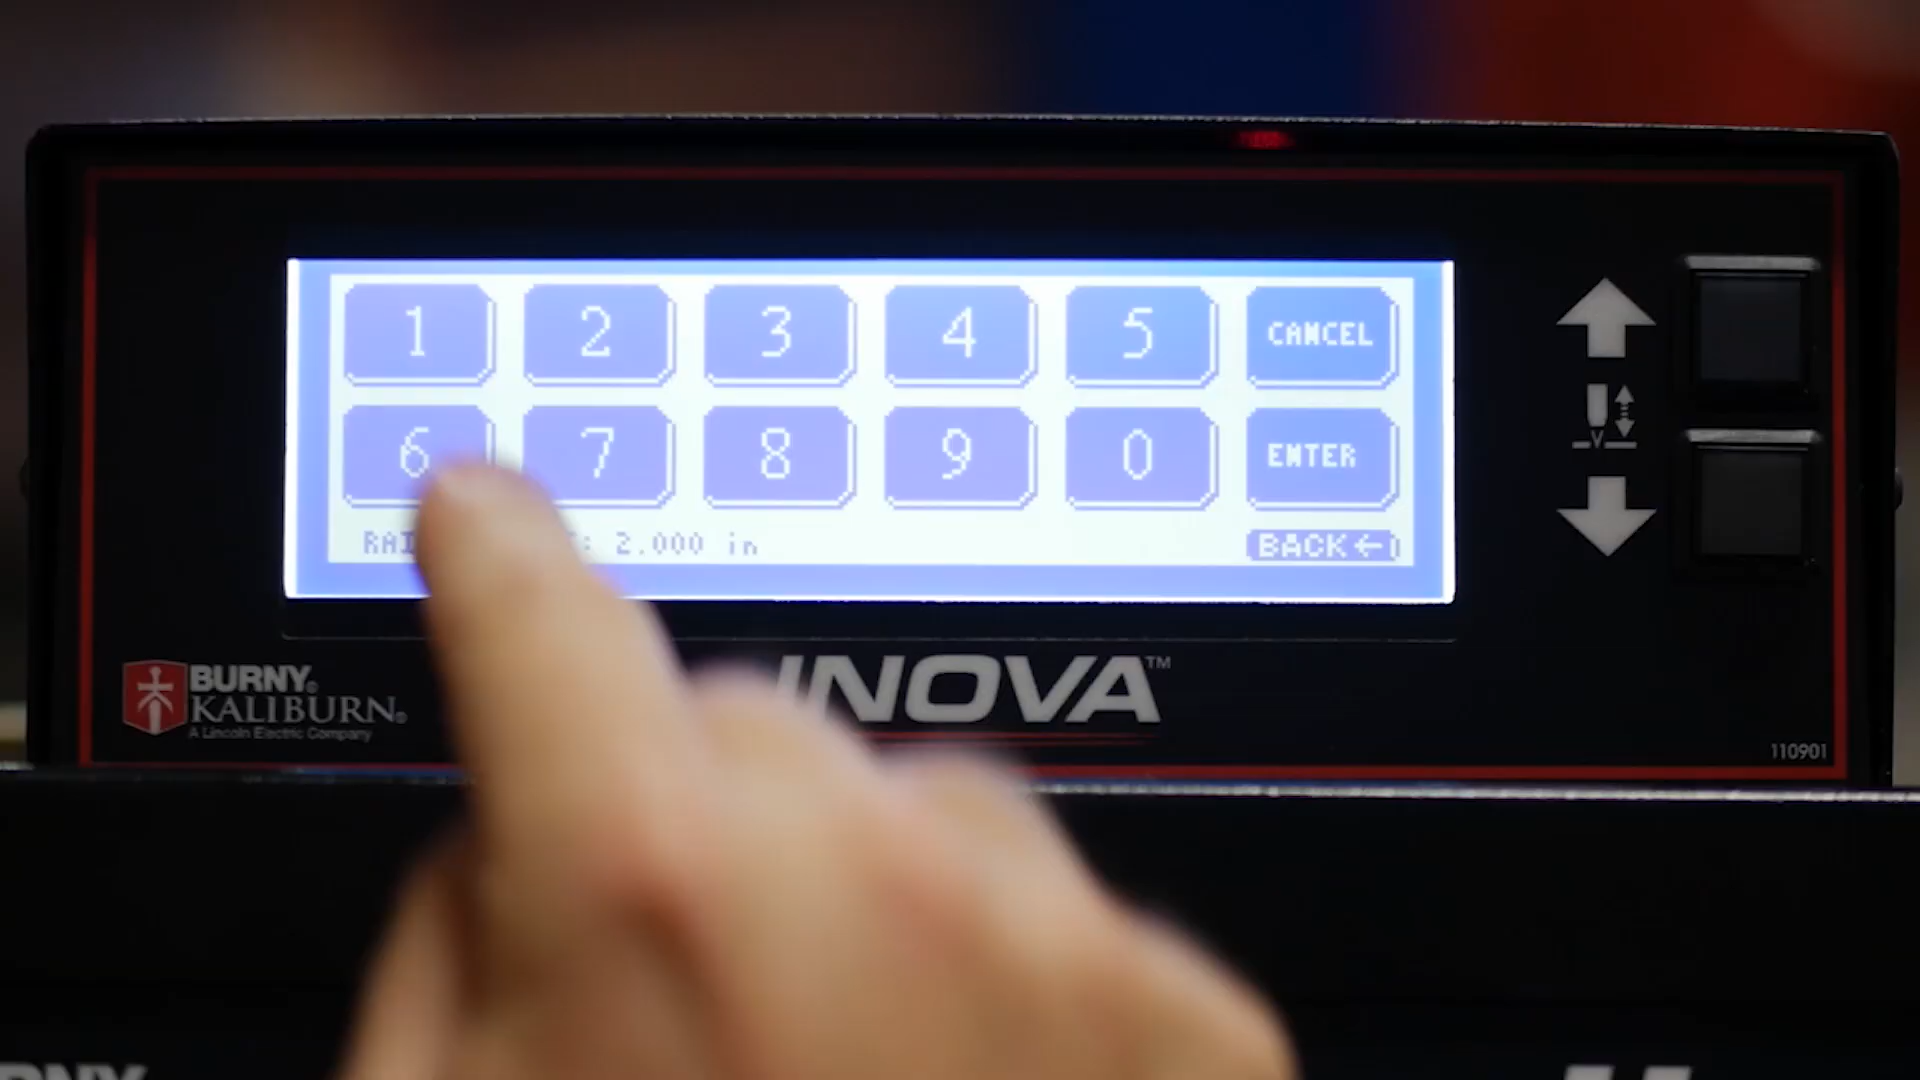 1 2 3 4 5 CANCEL
6 7 8 9 0 ENTER
: 2.000 in BACK←
BURNY®
KALIBURN®
A Lincoln Electric Company
INOVA™
110901